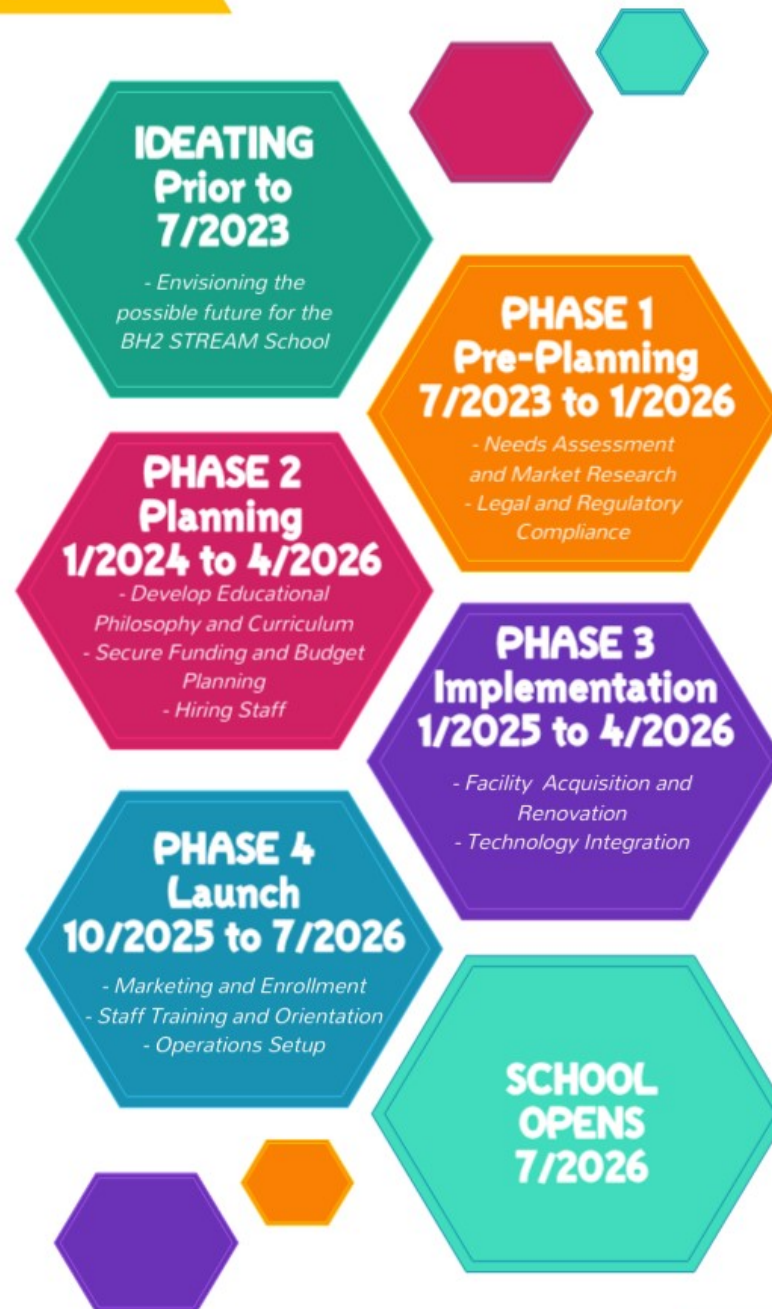 IDEATING
Prior to
7/2023
- Envisioning the
possible future for the
BH2 STREAM School
PHASE 1
Pre-Planning
7/2023 to 1/2026
- Needs Assessment
and Market Research
- Legal and Regulatory
Compliance
PHASE 2
Planning
1/2024 to 4/2026
- Develop Educational
Philosophy and Curriculum
- Secure Funding and Budget
Planning
- Hiring Staff
PHASE 3
Implementation
1/2025 to 4/2026
- Facility Acquisition and
Renovation
- Technology Integration
PHASE 4
Launch
10/2025 to 7/2026
- Marketing and Enrollment
- Staff Training and Orientation
- Operations Setup
SCHOOL
OPENS
7/2026